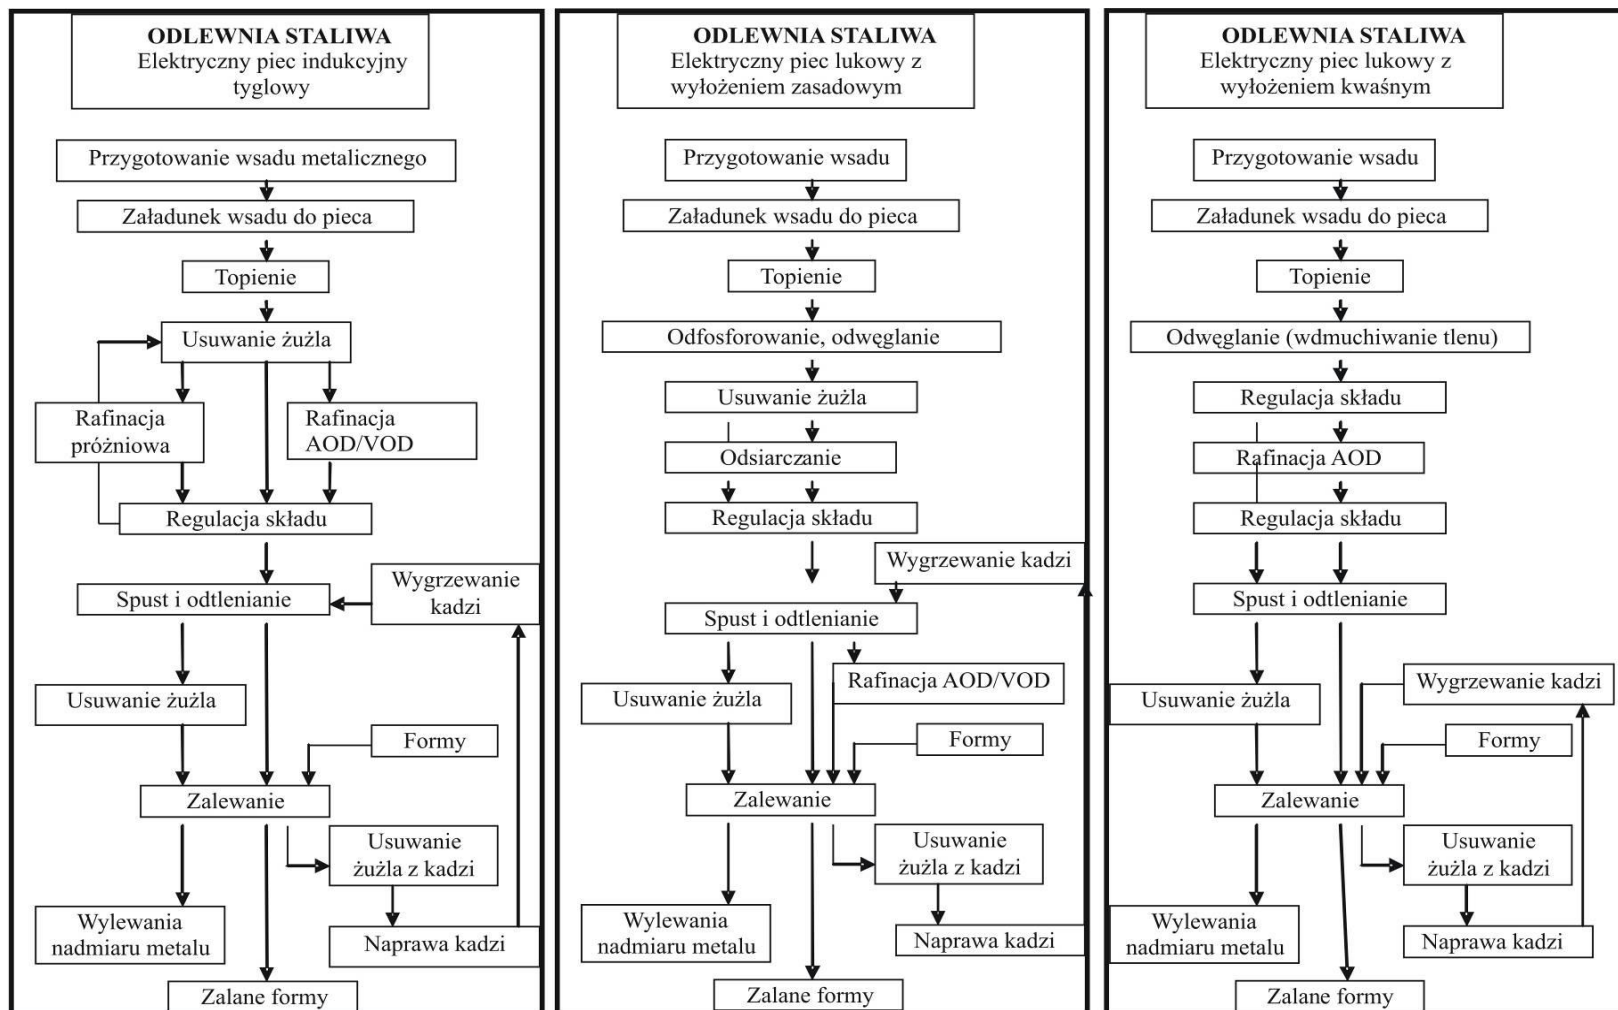 ODLEWNIA STALIWA
Elektryczny piec indukcyjny
tyglowy
Przygotowanie wsadu metalicznego
Załadunek wsadu do pieca
Topienie
Usuwanie żużla
Rafinacja
próżniowa
Rafinacja
AOD/VOD
Regulacja składu
Wygrzewanie
kadzi
Spust i odtlenianie
Usuwanie żużla
Formy
Zalewanie
Usuwanie
żużla z kadzi
Wylewania
nadmiaru metalu
Naprawa kadzi
Zalane formy
ODLEWNIA STALIWA
Elektryczny piec lukowy z
wyłożeniem zasadowym
Przygotowanie wsadu
Załadunek wsadu do pieca
Topienie
Odfosforowanie, odwęglanie
Usuwanie żużla
Odsiarczanie
Regulacja składu
Wygrzewanie kadzi
Spust i odtlenianie
Rafinacja AOD/VOD
Usuwanie żużla
Formy
Zalewanie
Usuwanie
żużla z kadzi
Wylewania
nadmiaru metalu
Naprawa kadzi
Zalane formy
ODLEWNIA STALIWA
Elektryczny piec lukowy z
wyłożeniem kwaśnym
Przygotowanie wsadu
Załadunek wsadu do pieca
Topienie
Odwęglanie (wdmuchiwanie tlenu)
Regulacja składu
Rafinacja AOD
Regulacja składu
Spust i odtlenianie
Wygrzewanie kadzi
Usuwanie żużla
Formy
Zalewanie
Usuwanie
żużla z kadzi
Wylewania
nadmiaru metalu
Naprawa kadzi
Zalane formy